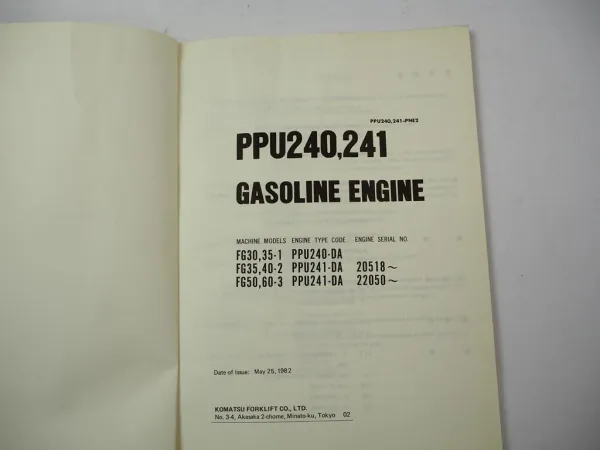 PPU240,241-PNE2
PPU240,241
GASOLINE ENGINE
MACHINE MODELS ENGINE TYPE CODE ENGINE SERIAL NO.
FG30,35-1 PPU240-DA
FG35,40-2 PPU241-DA 20518~
FG50,60-3 PPU241-DA 22050~
Date of Issue: May 25, 1982
KOMATSU FORKLIFT CO., LTD.
No. 3-4, Akasaka 2-chome, Minato-ku, Tokyo 02